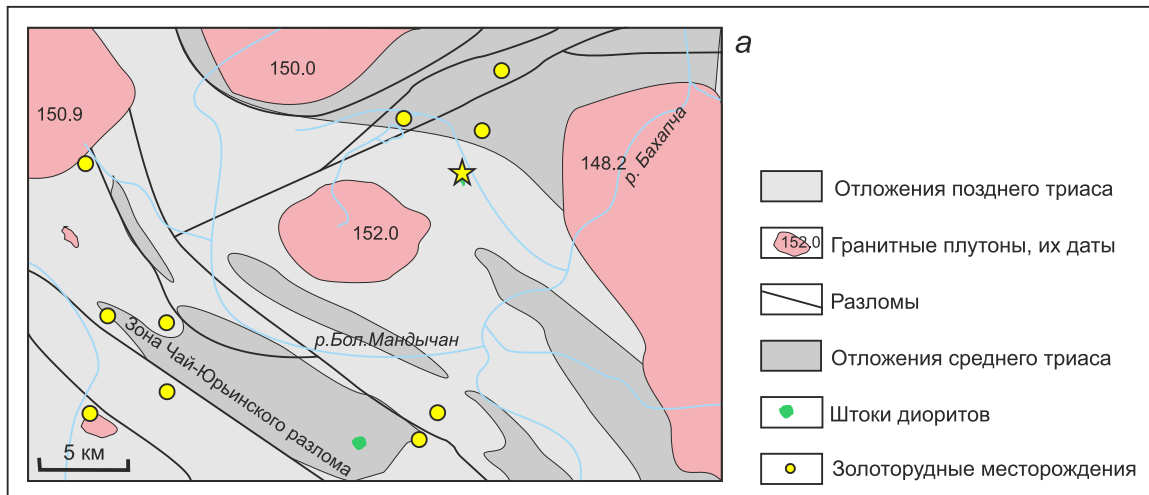 а
150.0
150.9
р. Бахапча
148.2
152.0
р.Бол.Мандычан
Зона Чай-Юрьинского разлома
5 км
Отложения позднего триаса
152.0
Гранитные плутоны, их даты
Разломы
Отложения среднего триаса
Штоки диоритов
Золоторудные месторождения